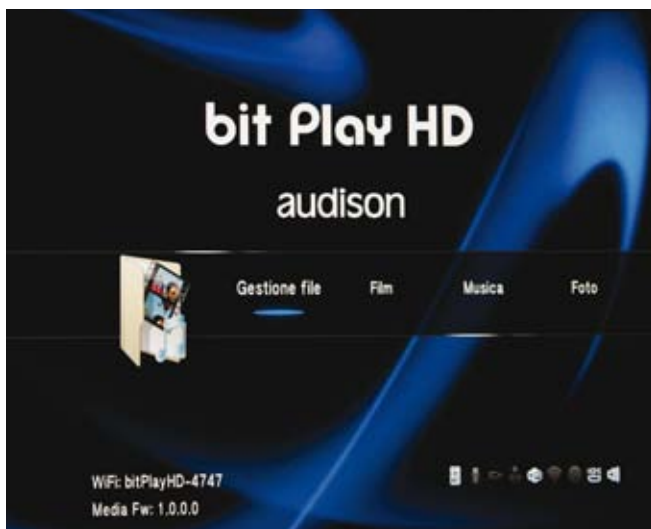 bit Play HD
audison
Gestione file Film Musica Foto
WiFi: bitPlayHD-4747
Media Fw: 1.0.0.0